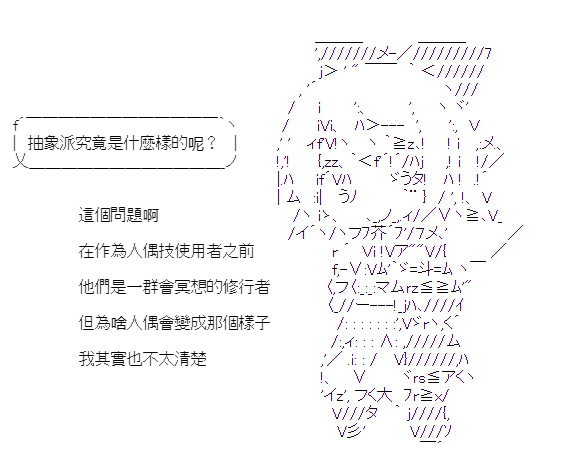 抽象派究竟是什麼樣的呢？
這個問題啊
在作為人偶技使用者之前
他們是一群會冥想的修行者
但為啥人偶會變成那個樣子
我其實也不太清楚